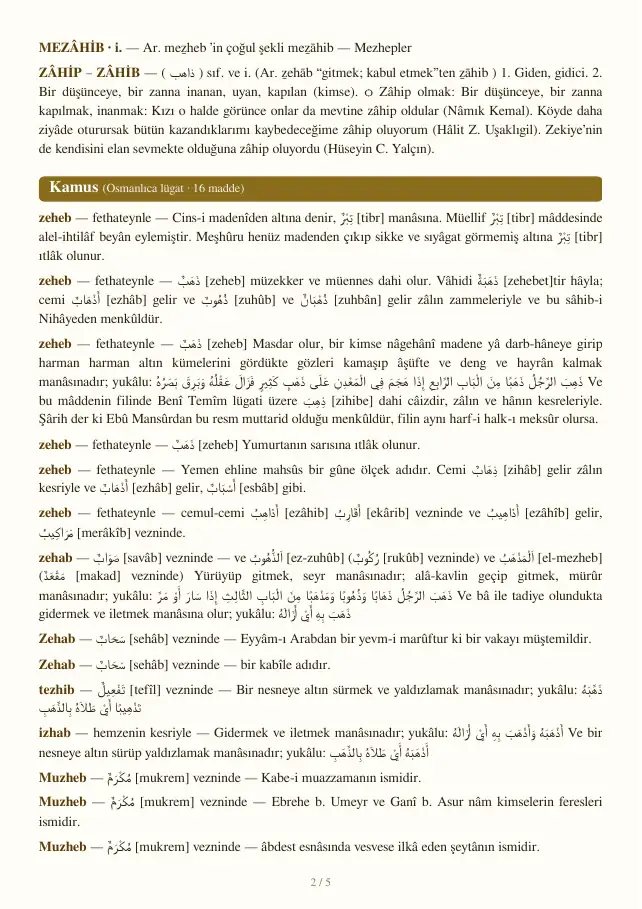 MEZÂHİB · i. — Ar. meẕheb ’in çoğul şekli meẕāhib — Mezhepler
ZÂHİP – ZÂHİB — ( ذاهب ) sıf. ve i. (Ar. ẕehāb “gitmek; kabul etmek”ten ẕāhib ) 1. Giden, gidici. 2.
Bir düşünceye, bir zanna inanan, uyan, kapılan (kimse). ѻ Zâhip olmak: Bir düşünceye, bir zanna
kapılmak, inanmak: Kızı o halde görünce onlar da mevtine zâhip oldular (Nâmık Kemal). Köyde daha
ziyâde oturursak bütün kazandıklarımı kaybedeceğime zâhip oluyorum (Hâlit Z. Uşaklıgil). Zekiye’nin
de kendisini elan sevmekte olduğuna zâhip oluyordu (Hüseyin C. Yalçın).
Kamus (Osmanlıca lügat · 16 madde)
zeheb — fethateynle — Cins-i madenîden altına denir, تِبْرٌ [tibr] manâsına. Müellif تِبْرٌ [tibr] mâddesinde
alel-ihtilâf beyân eylemiştir. Meşhûru henüz madenden çıkıp sikke ve sıyâgat görmemiş altına تِبْرٌ [tibr]
ıtlâk olunur.
zeheb — fethateynle — ذَهَبٌ [zeheb] müzekker ve müennes dahi olur. Vâhidi ذَهَبَةٌ [zehebet]tir hâyla;
cemi أَذْهَابٌ [ezhâb] gelir ve ذُهُوبٌ [zuhûb] ve ذُهْبَانٌ [zuhbân] gelir zâlın zammeleriyle ve bu sâhib-i
Nihâyeden menkûldür.
zeheb — fethateynle — ذَهَبٌ [zeheb] Masdar olur, bir kimse nâgehânî madene yâ darb-hâneye girip
harman harman altın kümelerini gördükte gözleri kamaşıp âşüfte ve deng ve hayrân kalmak
manâsınadır; yukâlu: ذَهِبَ الرَّجُلُ ذَهَبًا مِنَ الْبَابِ الرَّابِعِ إِذَا هَجَمَ فِي الْمَعْدِنِ عَلَى ذَهَبٍ كَثِيرٍ فَزَالَ عَقْلُهُ وَبَرِقَ بَصَرُهُ Ve
bu mâddenin filinde Benî Temîm lügati üzere ذِهِبَ [zihibe] dahi câizdir, zâlın ve hânın kesreleriyle.
Şârih der ki Ebû Mansûrdan bu resm muttarid olduğu menkûldür, filin aynı harf-i halk-ı meksûr olursa.
zeheb — fethateynle — ذَهَبٌ [zeheb] Yumurtanın sarısına ıtlâk olunur.
zeheb — fethateynle — Yemen ehline mahsûs bir gûne ölçek adıdır. Cemi ذِهَابٌ [zihâb] gelir zâlın
kesriyle ve أَذْهَابٌ [ezhâb] gelir, أَسْبَابٌ [esbâb] gibi.
zeheb — fethateynle — cemul-cemi أَذَاهِبُ [ezâhib] أَقَارِبُ [ekârib] vezninde ve أَذَاهِيبُ [ezâhîb] gelir,
مَرَاكِيبُ [merâkîb] vezninde.
zehab — صَوَابٌ [savâb] vezninde — ve اَلذُّهُوبُ [ez-zuhûb] (رُكُوبٌ [rukûb] vezninde) ve اَلْمَذْهَبُ [el-mezheb]
(مَقْعَدٌ [makad] vezninde) Yürüyüp gitmek, seyr manâsınadır; alâ-kavlin geçip gitmek, mürûr
manâsınadır; yukâlu: ذَهَبَ الرَّجُلُ ذَهَابًا وَذُهُوبًا وَمَذْهَبًا مِنَ الْبَابِ الثَّالِثِ إِذَا سَارَ أَوْ مَرَّ Ve bâ ile tadiye olundukta
gidermek ve iletmek manâsına olur; yukâlu: ذَهَبَ بِهِ أَيْ أَزَالَهُ
Zehab — سَحَابٌ [sehâb] vezninde — Eyyâm-ı Arabdan bir yevm-i marûftur ki bir vakayı müştemildir.
Zehab — سَحَابٌ [sehâb] vezninde — bir kabîle adıdır.
tezhib — تَفْعِيلٌ [tefîl] vezninde — Bir nesneye altın sürmek ve yaldızlamak manâsınadır; yukâlu: ذَهَّبَهُ
تَذْهِيبًا أَيْ طَلاَهُ بِالذَّهَبِ
izhab — hemzenin kesriyle — Gidermek ve iletmek manâsınadır; yukâlu: أَذْهَبَهُ وَأَذْهَبَ بِهِ أَيْ أَزَالَهُ Ve bir
nesneye altın sürüp yaldızlamak manâsınadır; yukâlu: أَذْهَبَهُ أَيْ طَلاَهُ بِالذَّهَبِ
Muzheb — مُكْرَمٌ [mukrem] vezninde — Kabe-i muazzamanın ismidir.
Muzheb — مُكْرَمٌ [mukrem] vezninde — Ebrehe b. Umeyr ve Ganî b. Asur nâm kimselerin feresleri
ismidir.
Muzheb — مُكْرَمٌ [mukrem] vezninde — âbdest esnâsında vesvese ilkâ eden şeytânın ismidir.
2 / 5